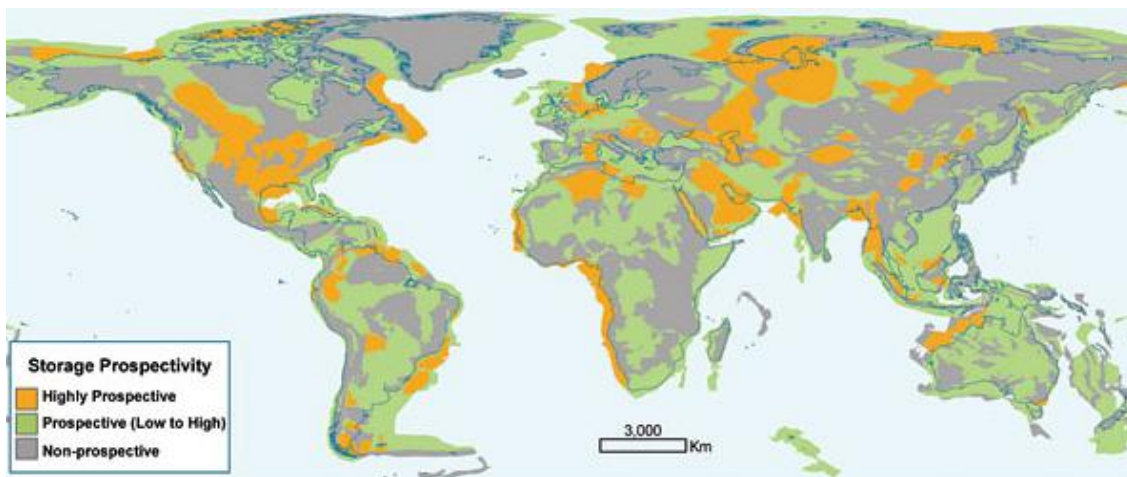 Storage Prospectivity
Highly Prospective
Prospective (Low to High)
Non-prospective
3,000
Km